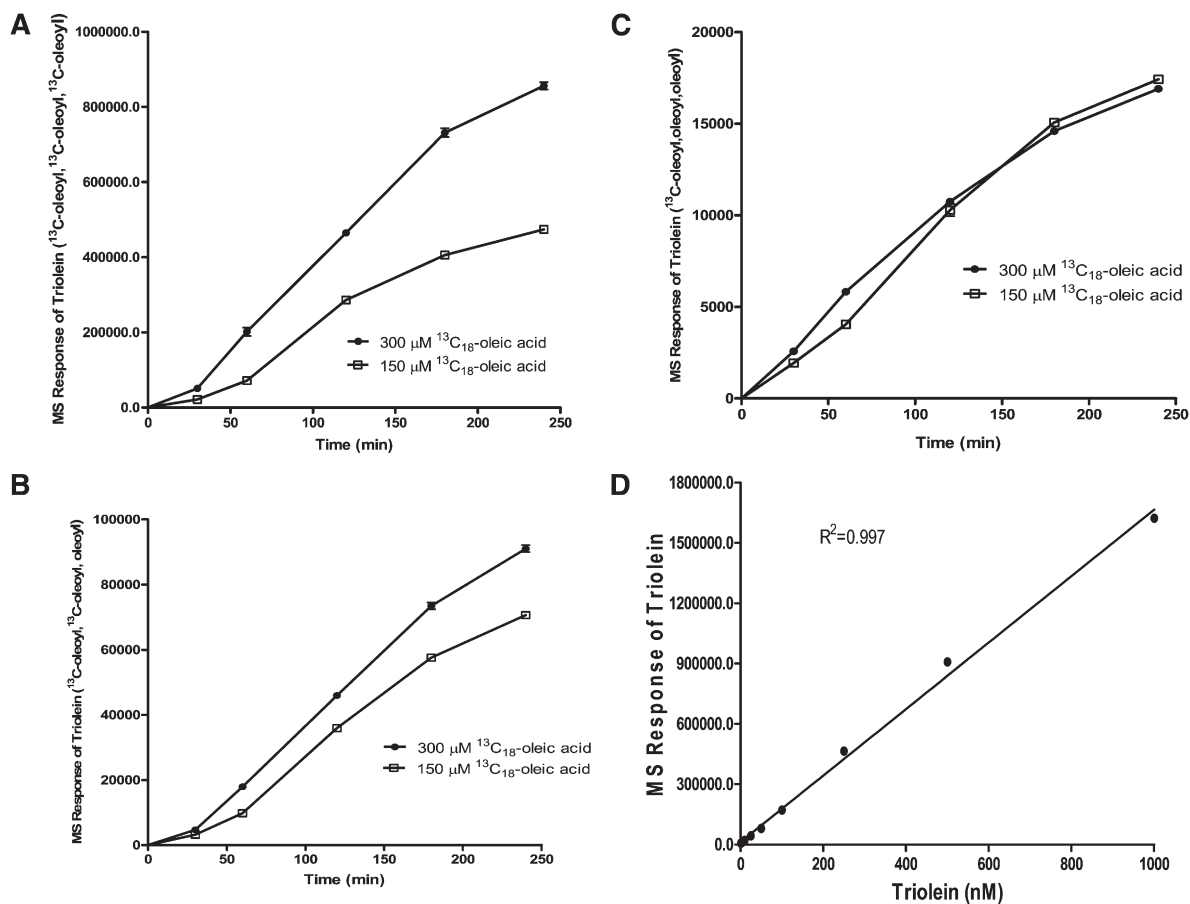 A
MS Response of Triolein (¹³C-oleoyl,¹³C-oleoyl,¹³C-oleoyl)
1000000.0
800000.0
600000.0
400000.0
200000.0
0.0
0 50 100 150 200 250
Time (min)
300 μM ¹³C₁₈-oleic acid
150 μM ¹³C₁₈-oleic acid
B
MS Response of Triolein (¹³C-oleoyl,¹³C-oleoyl, oleoyl)
100000
80000
60000
40000
20000
0
0 50 100 150 200 250
Time (min)
300 μM ¹³C₁₈-oleic acid
150 μM ¹³C₁₈-oleic acid
C
MS Response of Triolein (¹³C-oleoyl,oleoyl,oleoyl)
20000
15000
10000
5000
0
0 50 100 150 200 250
Time (min)
300 μM ¹³C₁₈-oleic acid
150 μM ¹³C₁₈-oleic acid
D
MS Response of Triolein
1800000.0
1500000.0
1200000.0
900000.0
600000.0
300000.0
0.0
0 200 400 600 800 1000
Triolein (nM)
R²=0.997